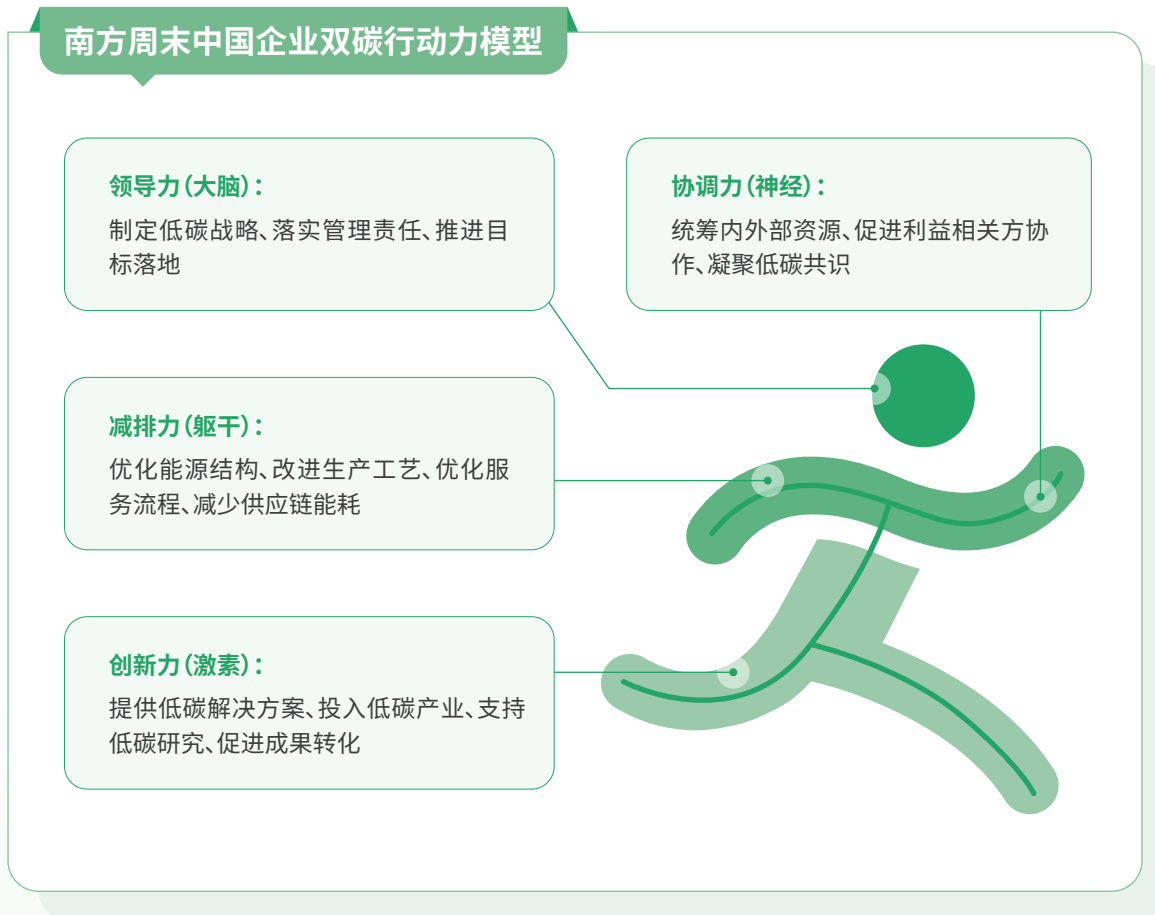 南方周末中国企业双碳行动力模型
领导力（大脑）：
制定低碳战略、落实管理责任、推进目
标落地
协调力（神经）：
统筹内外部资源、促进利益相关方协
作、凝聚低碳共识
减排力（躯干）：
优化能源结构、改进生产工艺、优化服
务流程、减少供应链能耗
创新力（激素）：
提供低碳解决方案、投入低碳产业、支持
低碳研究、促进成果转化